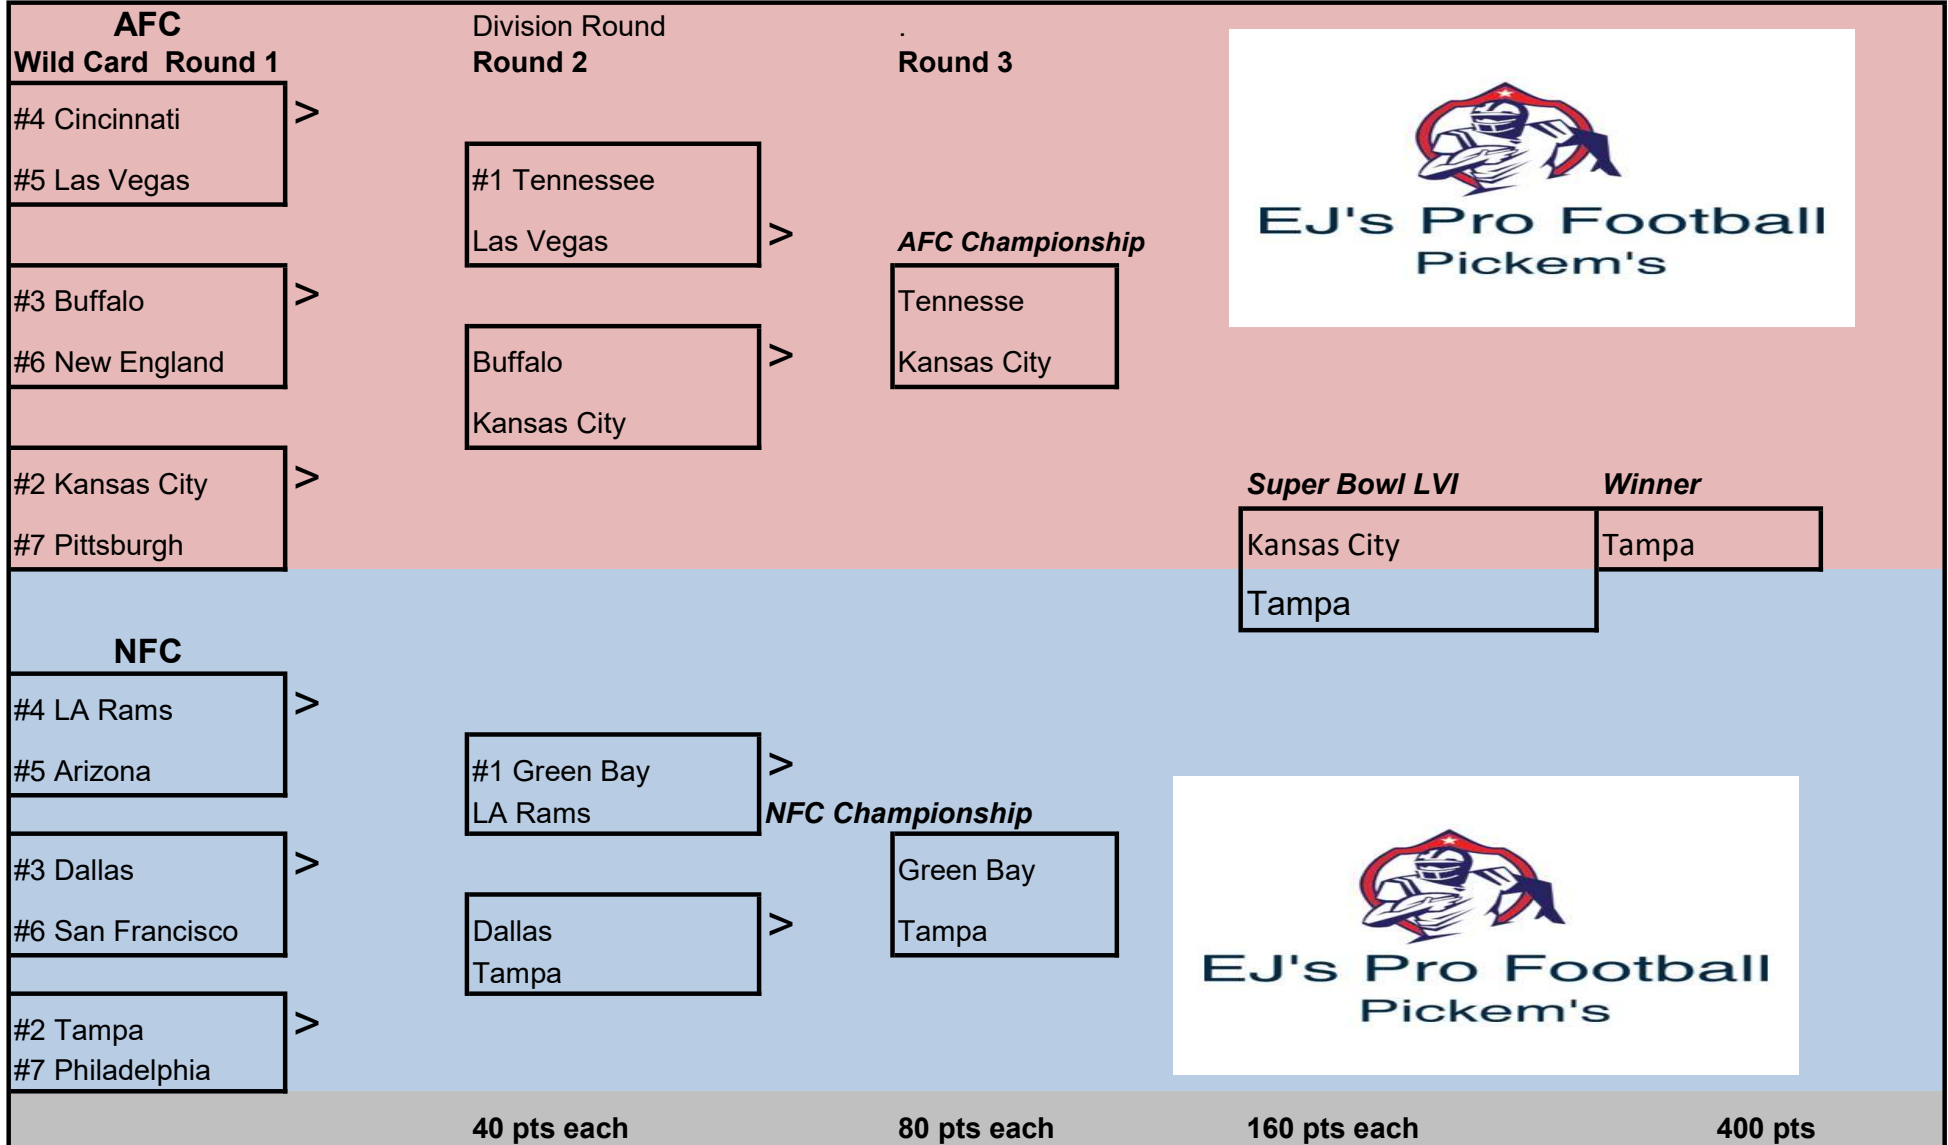 AFC
Division Round
.
Wild Card Round 1
Round 2
Round 3
#4 Cincinnati
>
#5 Las Vegas
#1 Tennessee
Las Vegas
>
AFC Championship
EJ's Pro Football
Pickem's
#3 Buffalo
>
Tennesse
#6 New England
Buffalo
>
Kansas City
Kansas City
#2 Kansas City
>
Super Bowl LVI
Winner
#7 Pittsburgh
Kansas City
Tampa
Tampa
NFC
#4 LA Rams
>
#5 Arizona
#1 Green Bay
>
LA Rams
NFC Championship
#3 Dallas
>
Green Bay
#6 San Francisco
Dallas
>
Tampa
Tampa
EJ's Pro Football
Pickem's
#2 Tampa
>
#7 Philadelphia
40 pts each
80 pts each
160 pts each
400 pts